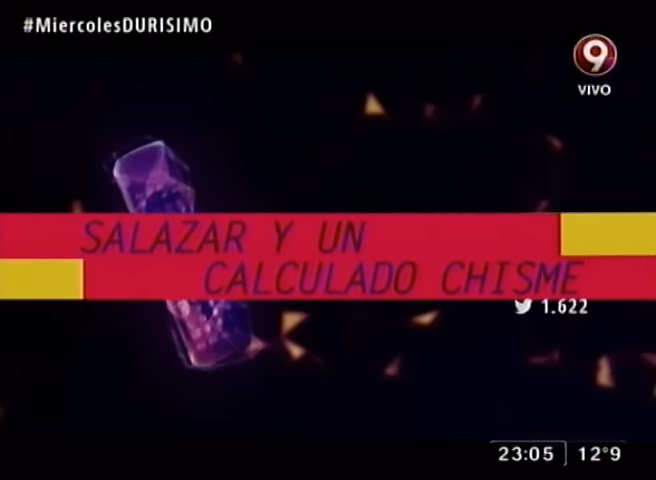 #MiercolesDURISIMO
9
VIVO
SALAZAR Y UN
CALCULADO CHISME
1.622
23:05 12°9